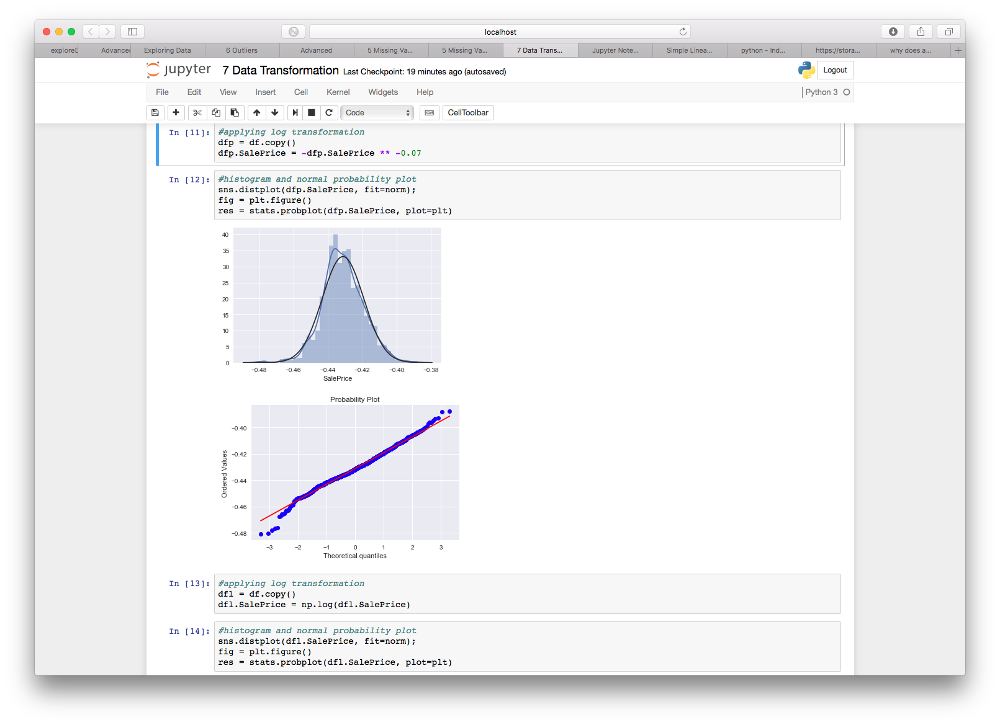 localhost
exploreD
Advanced
Exploring Data
6 Outliers
Advanced
5 Missing Va...
5 Missing Va...
7 Data Trans...
Jupyter Note...
Simple Linea...
python - Ind...
https://stora...
why does a...
jupyter 7 Data Transformation Last Checkpoint: 19 minutes ago (autosaved)
Logout
File Edit View Insert Cell Kernel Widgets Help
Python 3
Code
CellToolbar
In [11]: #applying log transformation
dfp = df.copy()
dfp.SalePrice = -dfp.SalePrice ** -0.07
In [12]: #histogram and normal probability plot
sns.distplot(dfp.SalePrice, fit=norm);
fig = plt.figure()
res = stats.probplot(dfp.SalePrice, plot=plt)
40
35
30
25
20
15
10
5
0
−0.48 −0.46 −0.44 −0.42 −0.40 −0.38
SalePrice
Probability Plot
−0.40
−0.42
−0.44
−0.46
−0.48
Ordered Values
−3 −2 −1 0 1 2 3
Theoretical quantiles
In [13]: #applying log transformation
dfl = df.copy()
dfl.SalePrice = np.log(dfl.SalePrice)
In [14]: #histogram and normal probability plot
sns.distplot(dfl.SalePrice, fit=norm);
fig = plt.figure()
res = stats.probplot(dfl.SalePrice, plot=plt)